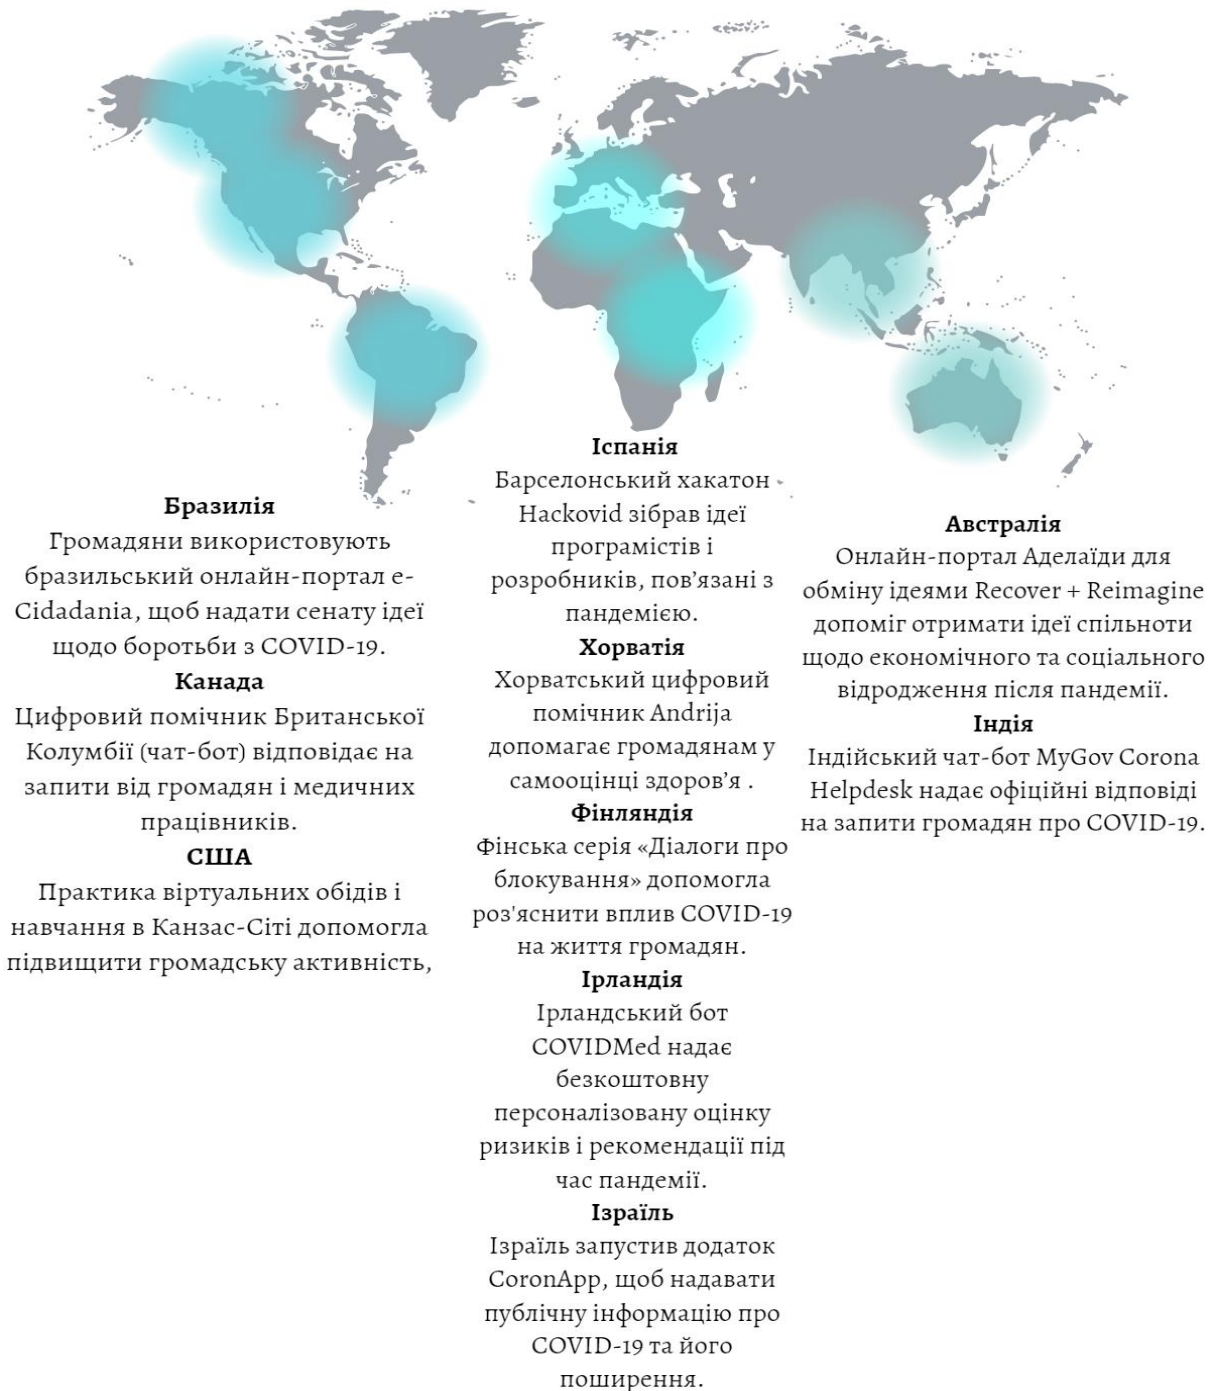 Бразилія
Громадяни використовують
бразильський онлайн-портал e-
Cidadania, щоб надати сенату ідеї
щодо боротьби з COVID-19.
Канада
Цифровий помічник Британської
Колумбії (чат-бот) відповідає на
запити від громадян і медичних
працівників.
США
Практика віртуальних обідів і
навчання в Канзас-Сіті допомогла
підвищити громадську активність,
Іспанія
Барселонський хакатон
Hackovid зібрав ідеї
програмістів і
розробників, пов’язані з
пандемією.
Хорватія
Хорватський цифровий
помічник Andrija
допомагає громадянам у
самооцінці здоров’я .
Фінляндія
Фінська серія «Діалоги про
блокування» допомогла
роз'яснити вплив COVID-19
на життя громадян.
Ірландія
Ірландський бот
COVIDMed надає
безкоштовну
персоналізовану оцінку
ризиків і рекомендації під
час пандемії.
Ізраїль
Ізраїль запустив додаток
CoronApp, щоб надавати
публічну інформацію про
COVID-19 та його
поширення.
Австралія
Онлайн-портал Аделаїди для
обміну ідеями Recover + Reimagine
допоміг отримати ідеї спільноти
щодо економічного та соціального
відродження після пандемії.
Індія
Індійський чат-бот MyGov Corona
Helpdesk надає офіційні відповіді
на запити громадян про COVID-19.